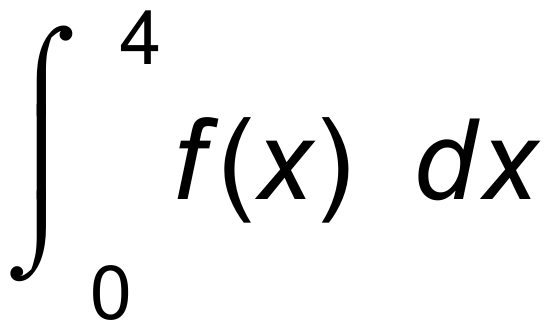 ∫₀⁴ f(x) dx